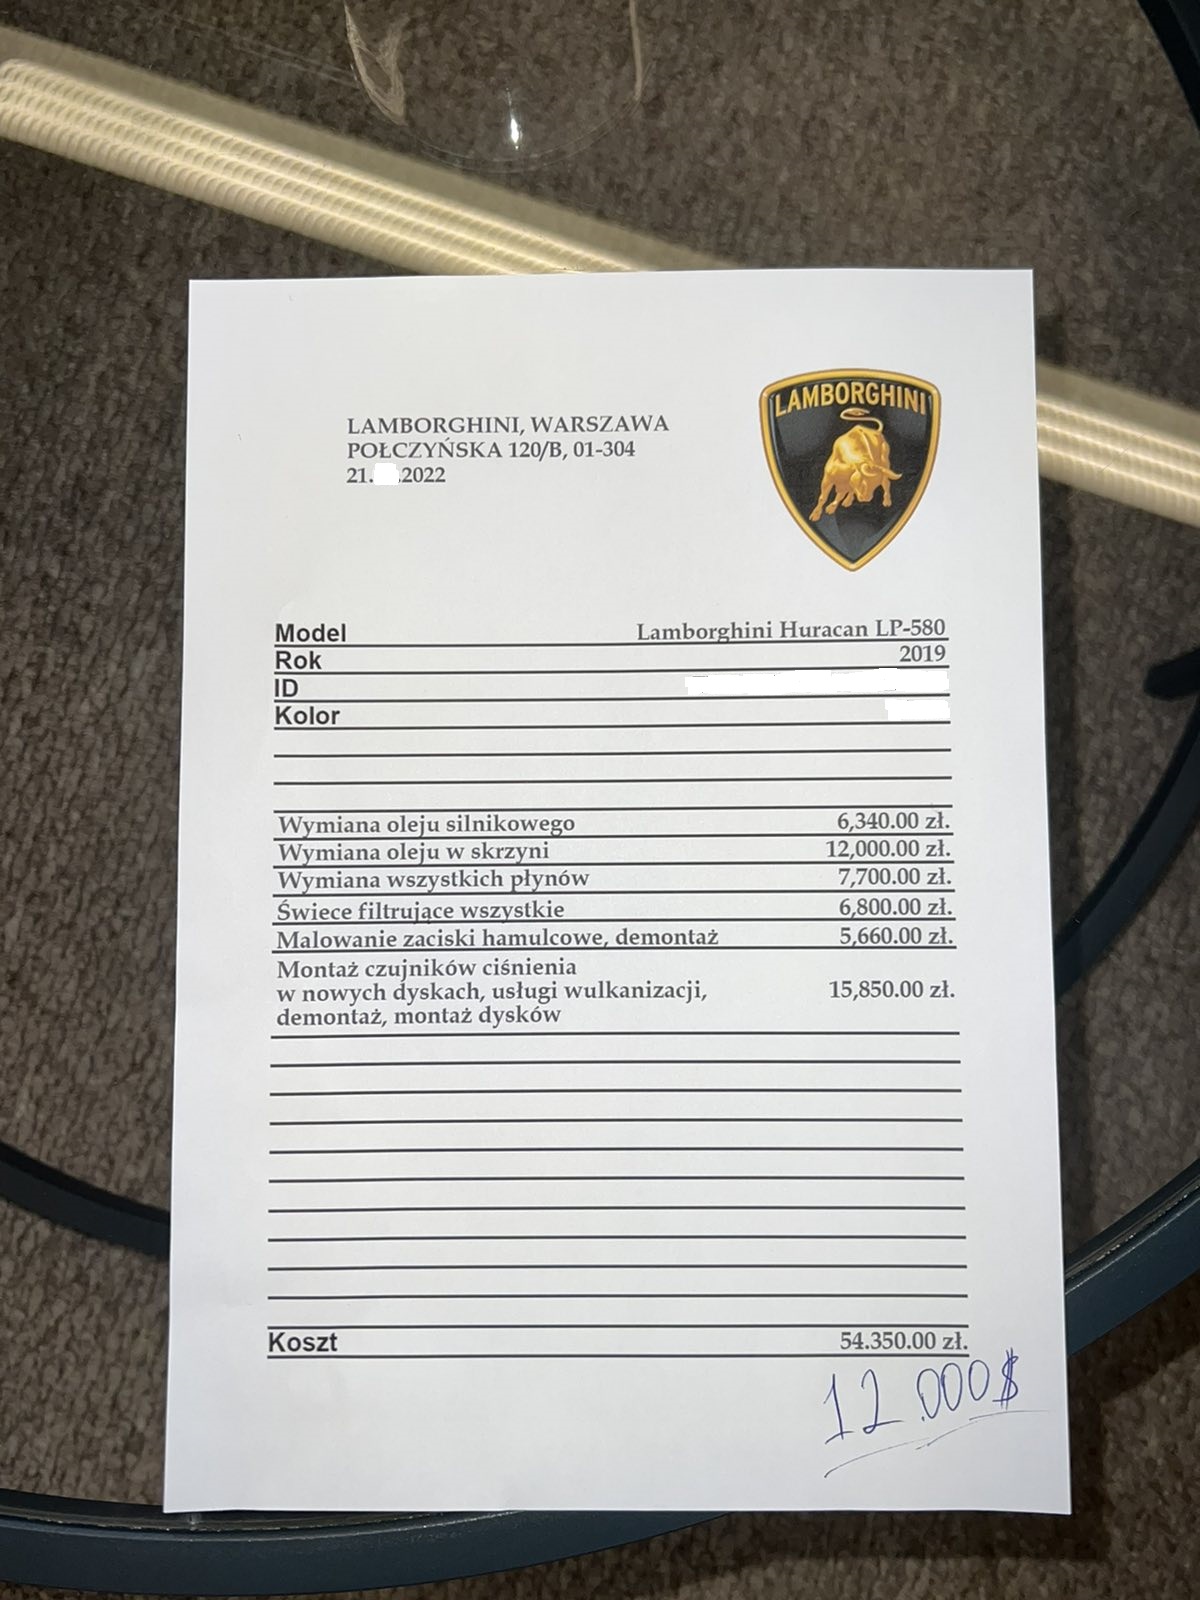 LAMBORGHINI
LAMBORGHINI, WARSZAWA
POŁCZYŃSKA 120/B, 01-304
21. .2022
Model Lamborghini Huracan LP-580
Rok 2019
ID
Kolor
Wymiana oleju silnikowego 6,340.00 zł.
Wymiana oleju w skrzyni 12,000.00 zł.
Wymiana wszystkich płynów 7,700.00 zł.
Świece filtrujące wszystkie 6,800.00 zł.
Malowanie zaciski hamulcowe, demontaż 5,660.00 zł.
Montaż czujników ciśnienia
w nowych dyskach, usługi wulkanizacji, 15,850.00 zł.
demontaż, montaż dysków
Koszt 54.350.00 zł.
12.000$